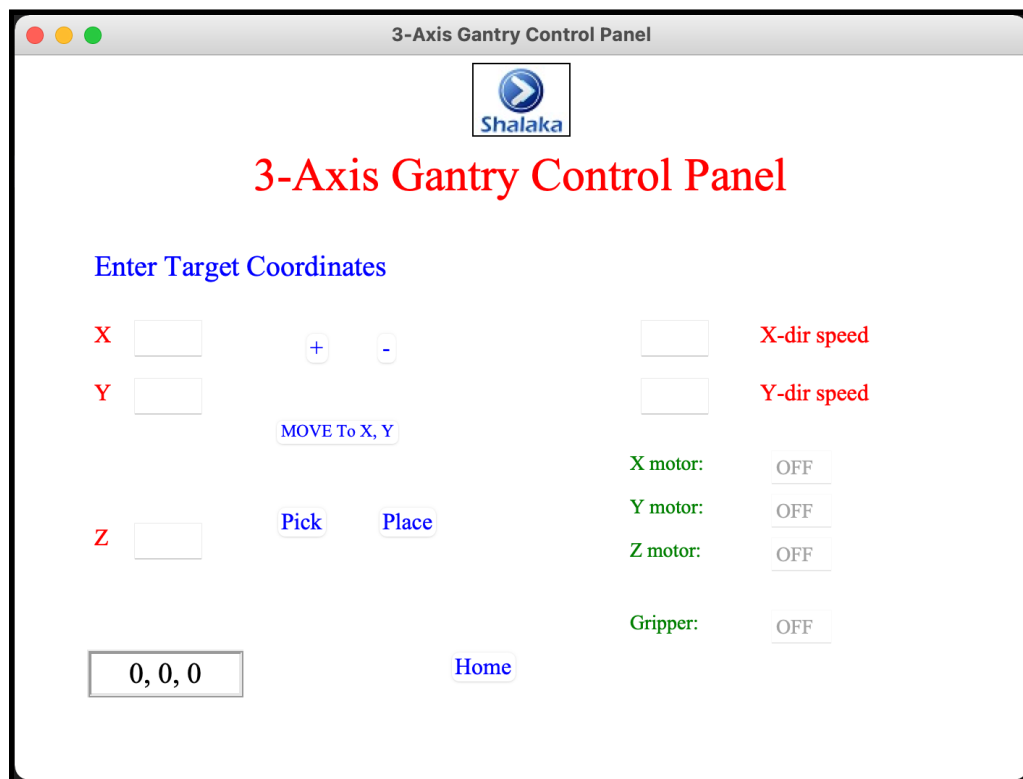 3-Axis Gantry Control Panel
Shalaka
3-Axis Gantry Control Panel
Enter Target Coordinates
X
+ -
X-dir speed
Y
Y-dir speed
MOVE To X, Y
X motor: OFF
Y motor: OFF
Z
Pick Place
Z motor: OFF
Gripper: OFF
0, 0, 0
Home